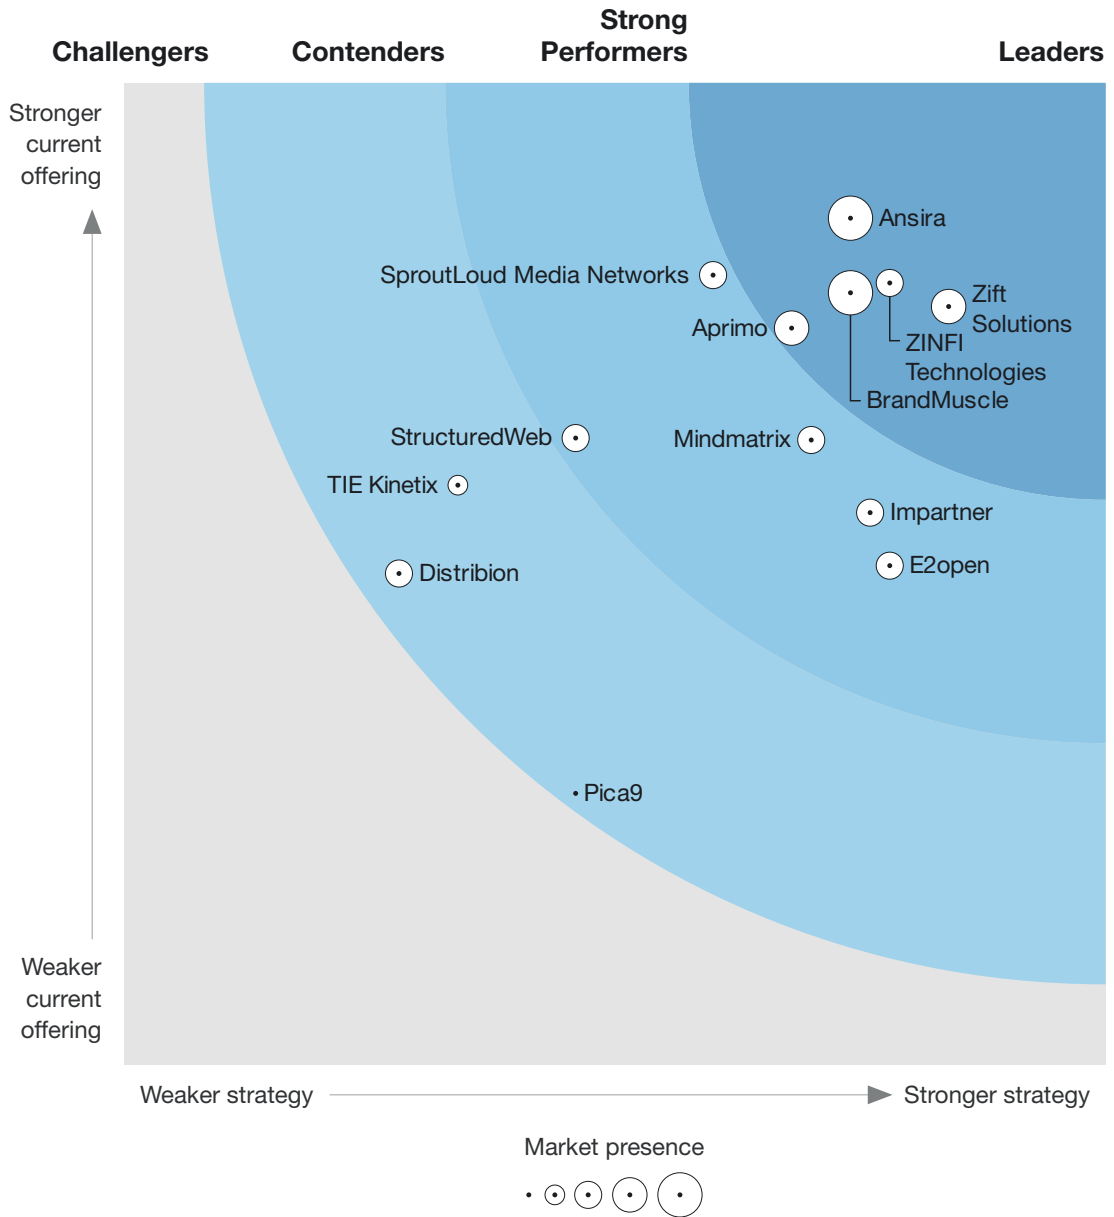 Challengers
Contenders
Strong
Performers
Leaders
Stronger
current
offering
Ansira
SproutLoud Media Networks
Zift
Solutions
Aprimo
ZINFI
Technologies
BrandMuscle
StructuredWeb
Mindmatrix
TIE Kinetix
Impartner
E2open
Distribion
Pica9
Weaker
current
offering
Weaker strategy
Stronger strategy
Market presence